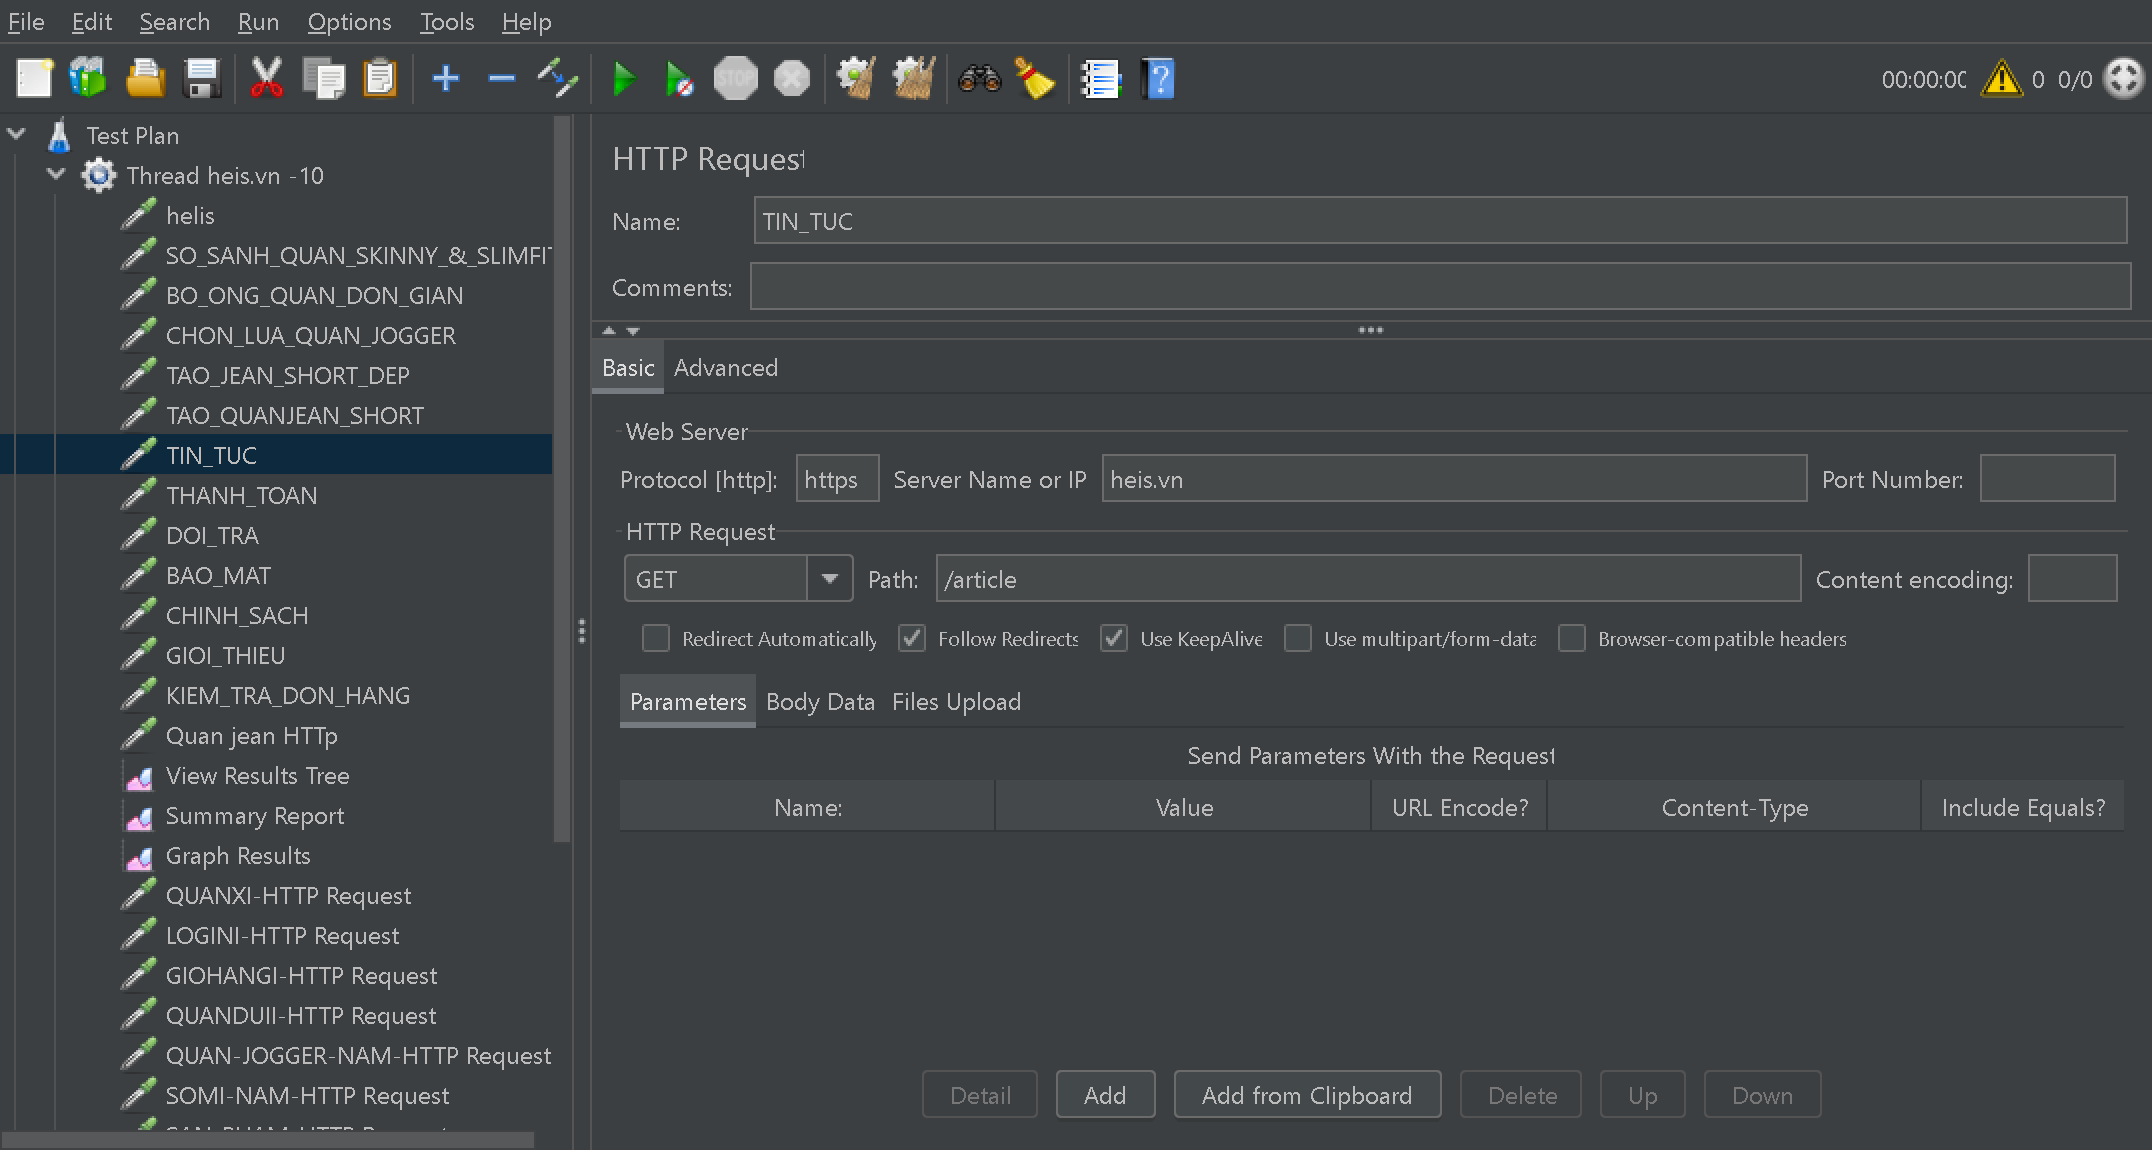 File Edit Search Run Options Tools Help
STOP
00:00:00 0 0/0
Test Plan
Thread heis.vn -10
helis
SO_SANH_QUAN_SKINNY_&_SLIMFIT
BO_ONG_QUAN_DON_GIAN
CHON_LUA_QUAN_JOGGER
TAO_JEAN_SHORT_DEP
TAO_QUANJEAN_SHORT
TIN_TUC
THANH_TOAN
DOI_TRA
BAO_MAT
CHINH_SACH
GIOI_THIEU
KIEM_TRA_DON_HANG
Quan jean HTTp
View Results Tree
Summary Report
Graph Results
QUANXI-HTTP Request
LOGINI-HTTP Request
GIOHANGI-HTTP Request
QUANDUII-HTTP Request
QUAN-JOGGER-NAM-HTTP Request
SOMI-NAM-HTTP Request
HTTP Request
Name: TIN_TUC
Comments:
Basic Advanced
Web Server
Protocol [http]: https Server Name or IP heis.vn Port Number:
HTTP Request
GET Path: /article Content encoding:
Redirect Automatically Follow Redirects Use KeepAlive Use multipart/form-data Browser-compatible headers
Parameters Body Data Files Upload
Send Parameters With the Request
Name: Value URL Encode? Content-Type Include Equals?
Detail Add Add from Clipboard Delete Up Down